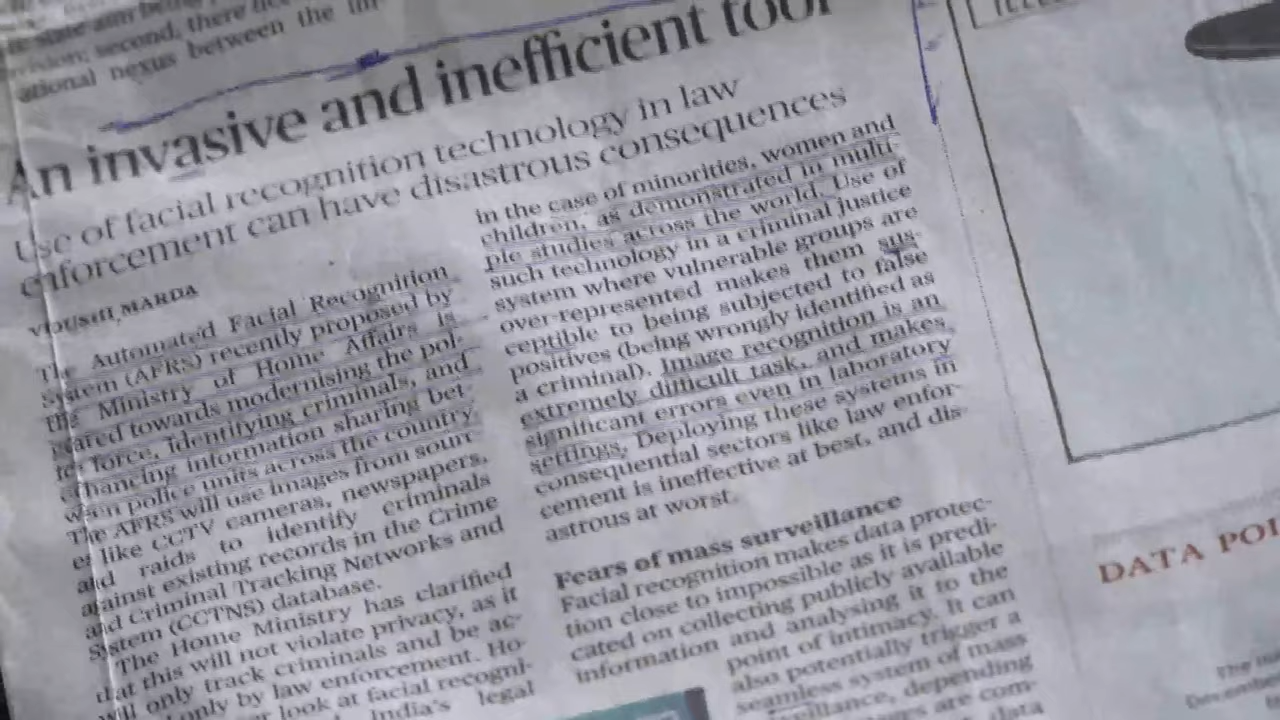 vision; second, there
ational nexus between the
An invasive and inefficient tool
Use of facial recognition technology in law
enforcement can have disastrous consequences
VIDUSHI MARDA
The Automated Facial Recognition
System (AFRS) recently proposed by
the Ministry of Home Affairs is
geared towards modernising the pol-
ice force, identifying criminals, and
enhancing information sharing bet-
ween police units across the country.
The AFRS will use images from sourc-
es like CCTV cameras, newspapers,
and raids to identify criminals
against existing records in the Crime
and Criminal Tracking Networks and
System (CCTNS) database.
The Home Ministry has clarified
that this will not violate privacy, as it
will only track criminals and be ac-
only by law enforcement. Ho
look at facial recogni-
India's legal
in the case of minorities, women and
children, as demonstrated in multi-
ple studies across the world. Use of
such technology in a criminal justice
system where vulnerable groups are
over-represented makes them sus-
ceptible to being subjected to false
positives (being wrongly identified as
a criminal). Image recognition is an
extremely difficult task, and makes
significant errors even in laboratory
settings. Deploying these systems in
consequential sectors like law enfor-
cement is ineffective at best, and dis-
astrous at worst.
Fears of mass surveillance
Facial recognition makes data protec-
tion close to impossible as it is predi-
cated on collecting publicly available
information and analysing it to the
point of intimacy. It can
also potentially trigger a
seamless system of mass
depending
are com-
data
DATA POI